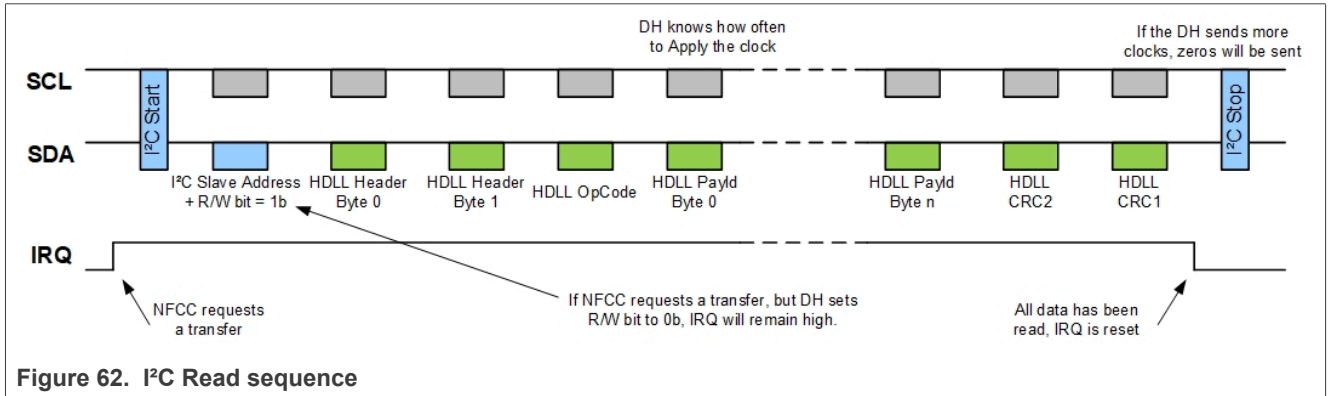 DH knows how often
to Apply the clock
If the DH sends more
clocks, zeros will be sent
SCL
I²C Start
I²C Stop
SDA
I²C Slave Address
+ R/W bit = 1b
HDLL Header
Byte 0
HDLL Header
Byte 1
HDLL OpCode
HDLL Payld
Byte 0
HDLL Payld
Byte n
HDLL
CRC2
HDLL
CRC1
IRQ
NFCC requests
a transfer
If NFCC requests a transfer, but DH sets
R/W bit to 0b, IRQ will remain high.
All data has been
read, IRQ is reset
Figure 62. I²C Read sequence